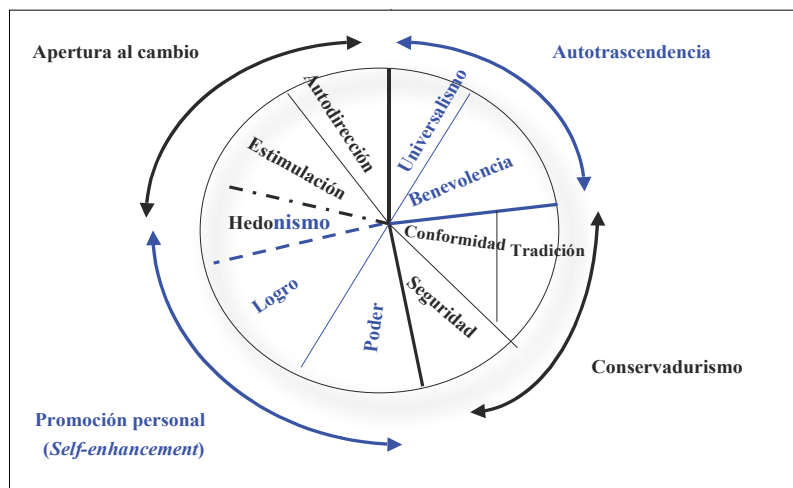 Apertura al cambio
Autotrascendencia
Autodirección
Universalismo
Estimulación
Benevolencia
Hedonismo
Conformidad
Tradición
Logro
Seguridad
Poder
Conservadurismo
Promoción personal
(Self-enhancement)